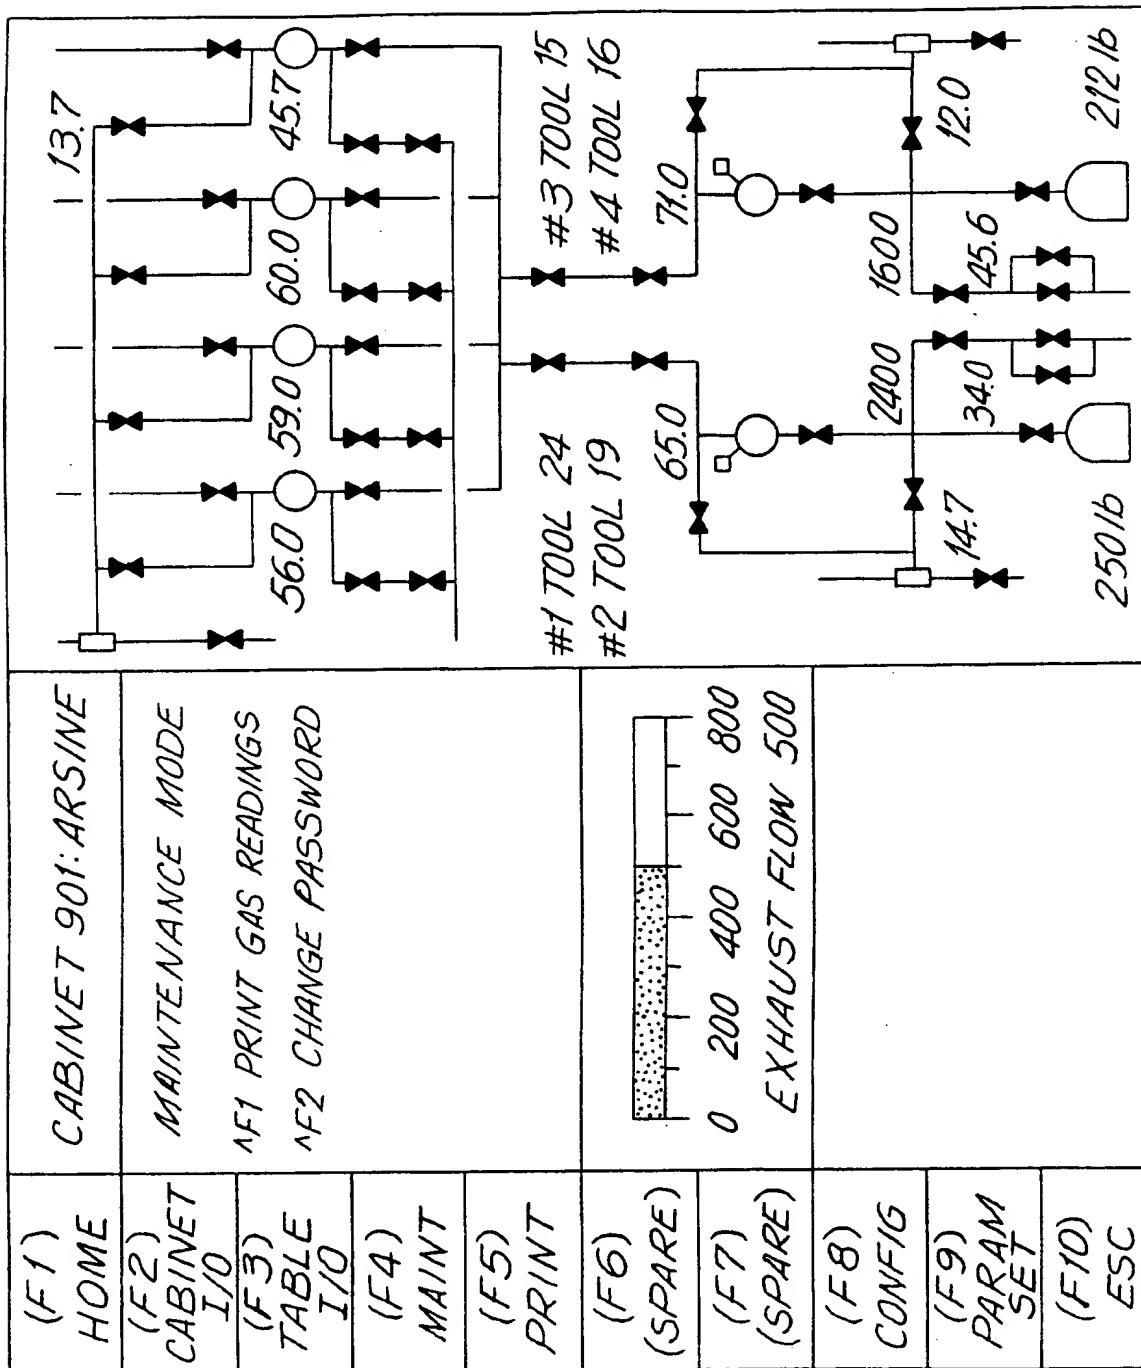 (F1)
HOME
(F2)
CABINET
I/O
(F3)
TABLE
I/O
(F4)
MAINT
(F5)
PRINT
(F6)
(SPARE)
(F7)
(SPARE)
(F8)
CONFIG
(F9)
PARAM
SET
(F10)
ESC
CABINET 901: ARSINE
MAINTENANCE MODE
^F1 PRINT GAS READINGS
^F2 CHANGE PASSWORD
0 200 400 600 800
EXHAUST FLOW 500
13.7
56.0
59.0
60.0
45.7
#1 TOOL 24
#2 TOOL 19
#3 TOOL 15
#4 TOOL 16
65.0
71.0
2400
1600
14.7
34.0
45.6
12.0
250 lb
212 lb